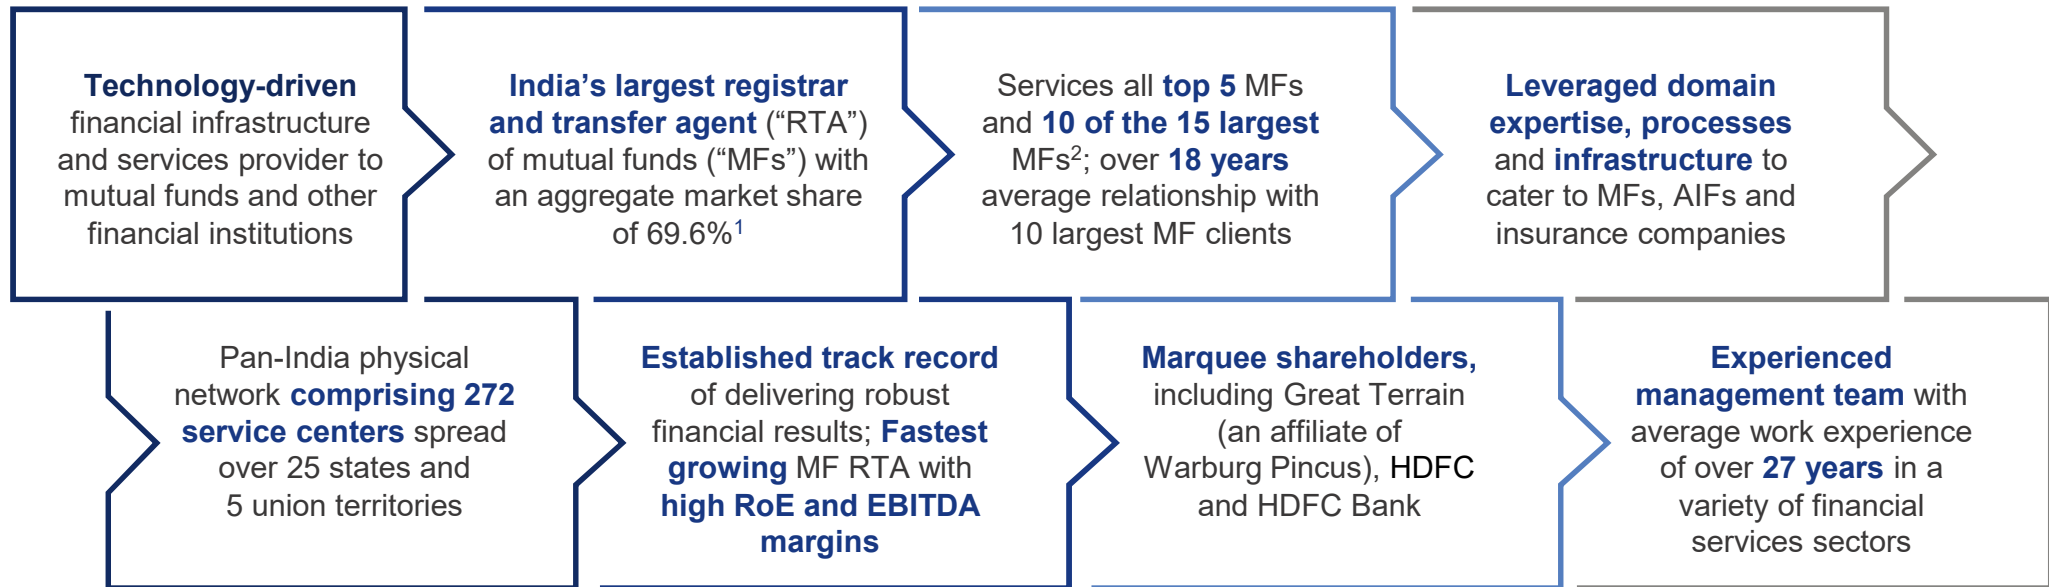 Technology-driven
financial infrastructure
and services provider to
mutual funds and other
financial institutions
India’s largest registrar
and transfer agent (“RTA”)
of mutual funds (“MFs”) with
an aggregate market share
of 69.6%1
Services all top 5 MFs
and 10 of the 15 largest
MFs2; over 18 years
average relationship with
10 largest MF clients
Leveraged domain
expertise, processes
and infrastructure to
cater to MFs, AIFs and
insurance companies
Pan-India physical
network comprising 272
service centers spread
over 25 states and
5 union territories
Established track record
of delivering robust
financial results; Fastest
growing MF RTA with
high RoE and EBITDA
margins
Marquee shareholders,
including Great Terrain
(an affiliate of
Warburg Pincus), HDFC
and HDFC Bank
Experienced
management team with
average work experience
of over 27 years in a
variety of financial
services sectors